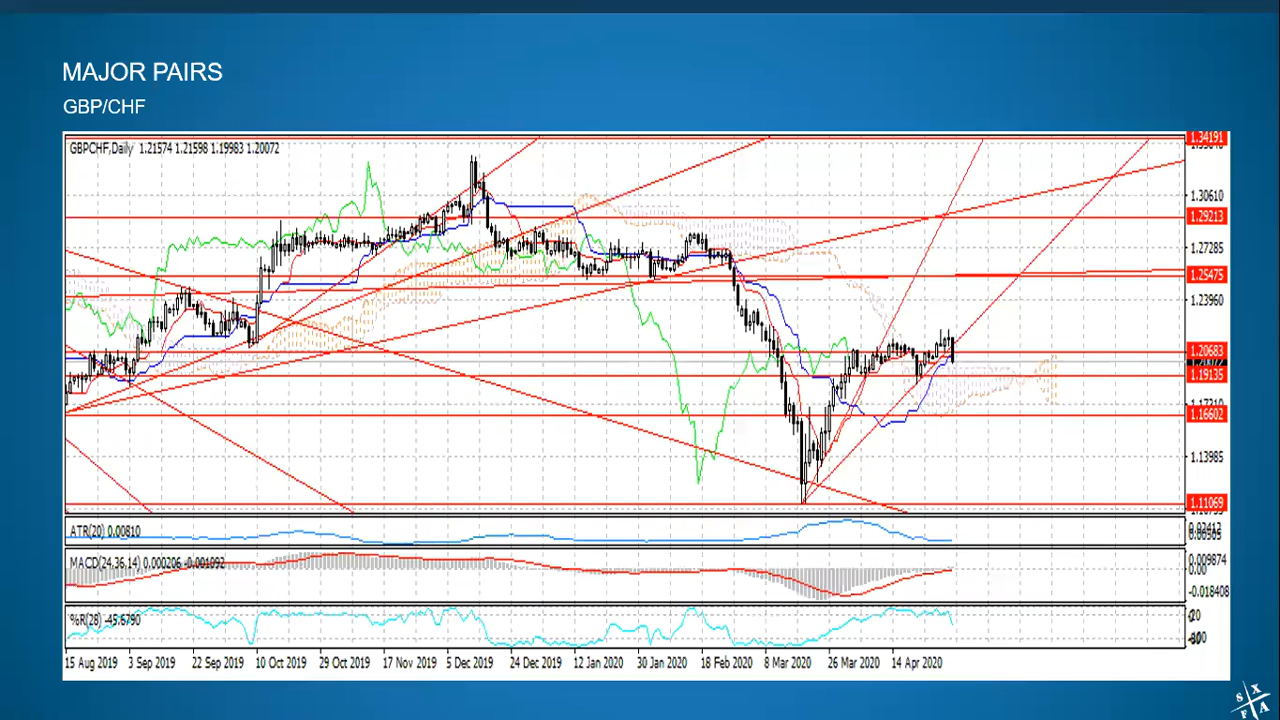 MAJOR PAIRS
GBP/CHF
GBPCHF,Daily 1.21574 1.21598 1.19983 1.20072
1.34191
1.30610
1.29213
1.27285
1.25475
1.23960
1.20683
1.19135
1.16602
1.13985
1.11069
ATR(20) 0.00810
MACD(24,36,14) 0.000206 -0.001092
0.009874
0.00
-0.018408
%R(28) -45.6790
15 Aug 2019 3 Sep 2019 22 Sep 2019 10 Oct 2019 29 Oct 2019 17 Nov 2019 5 Dec 2019 24 Dec 2019 12 Jan 2020 30 Jan 2020 18 Feb 2020 8 Mar 2020 26 Mar 2020 14 Apr 2020
S X
F A